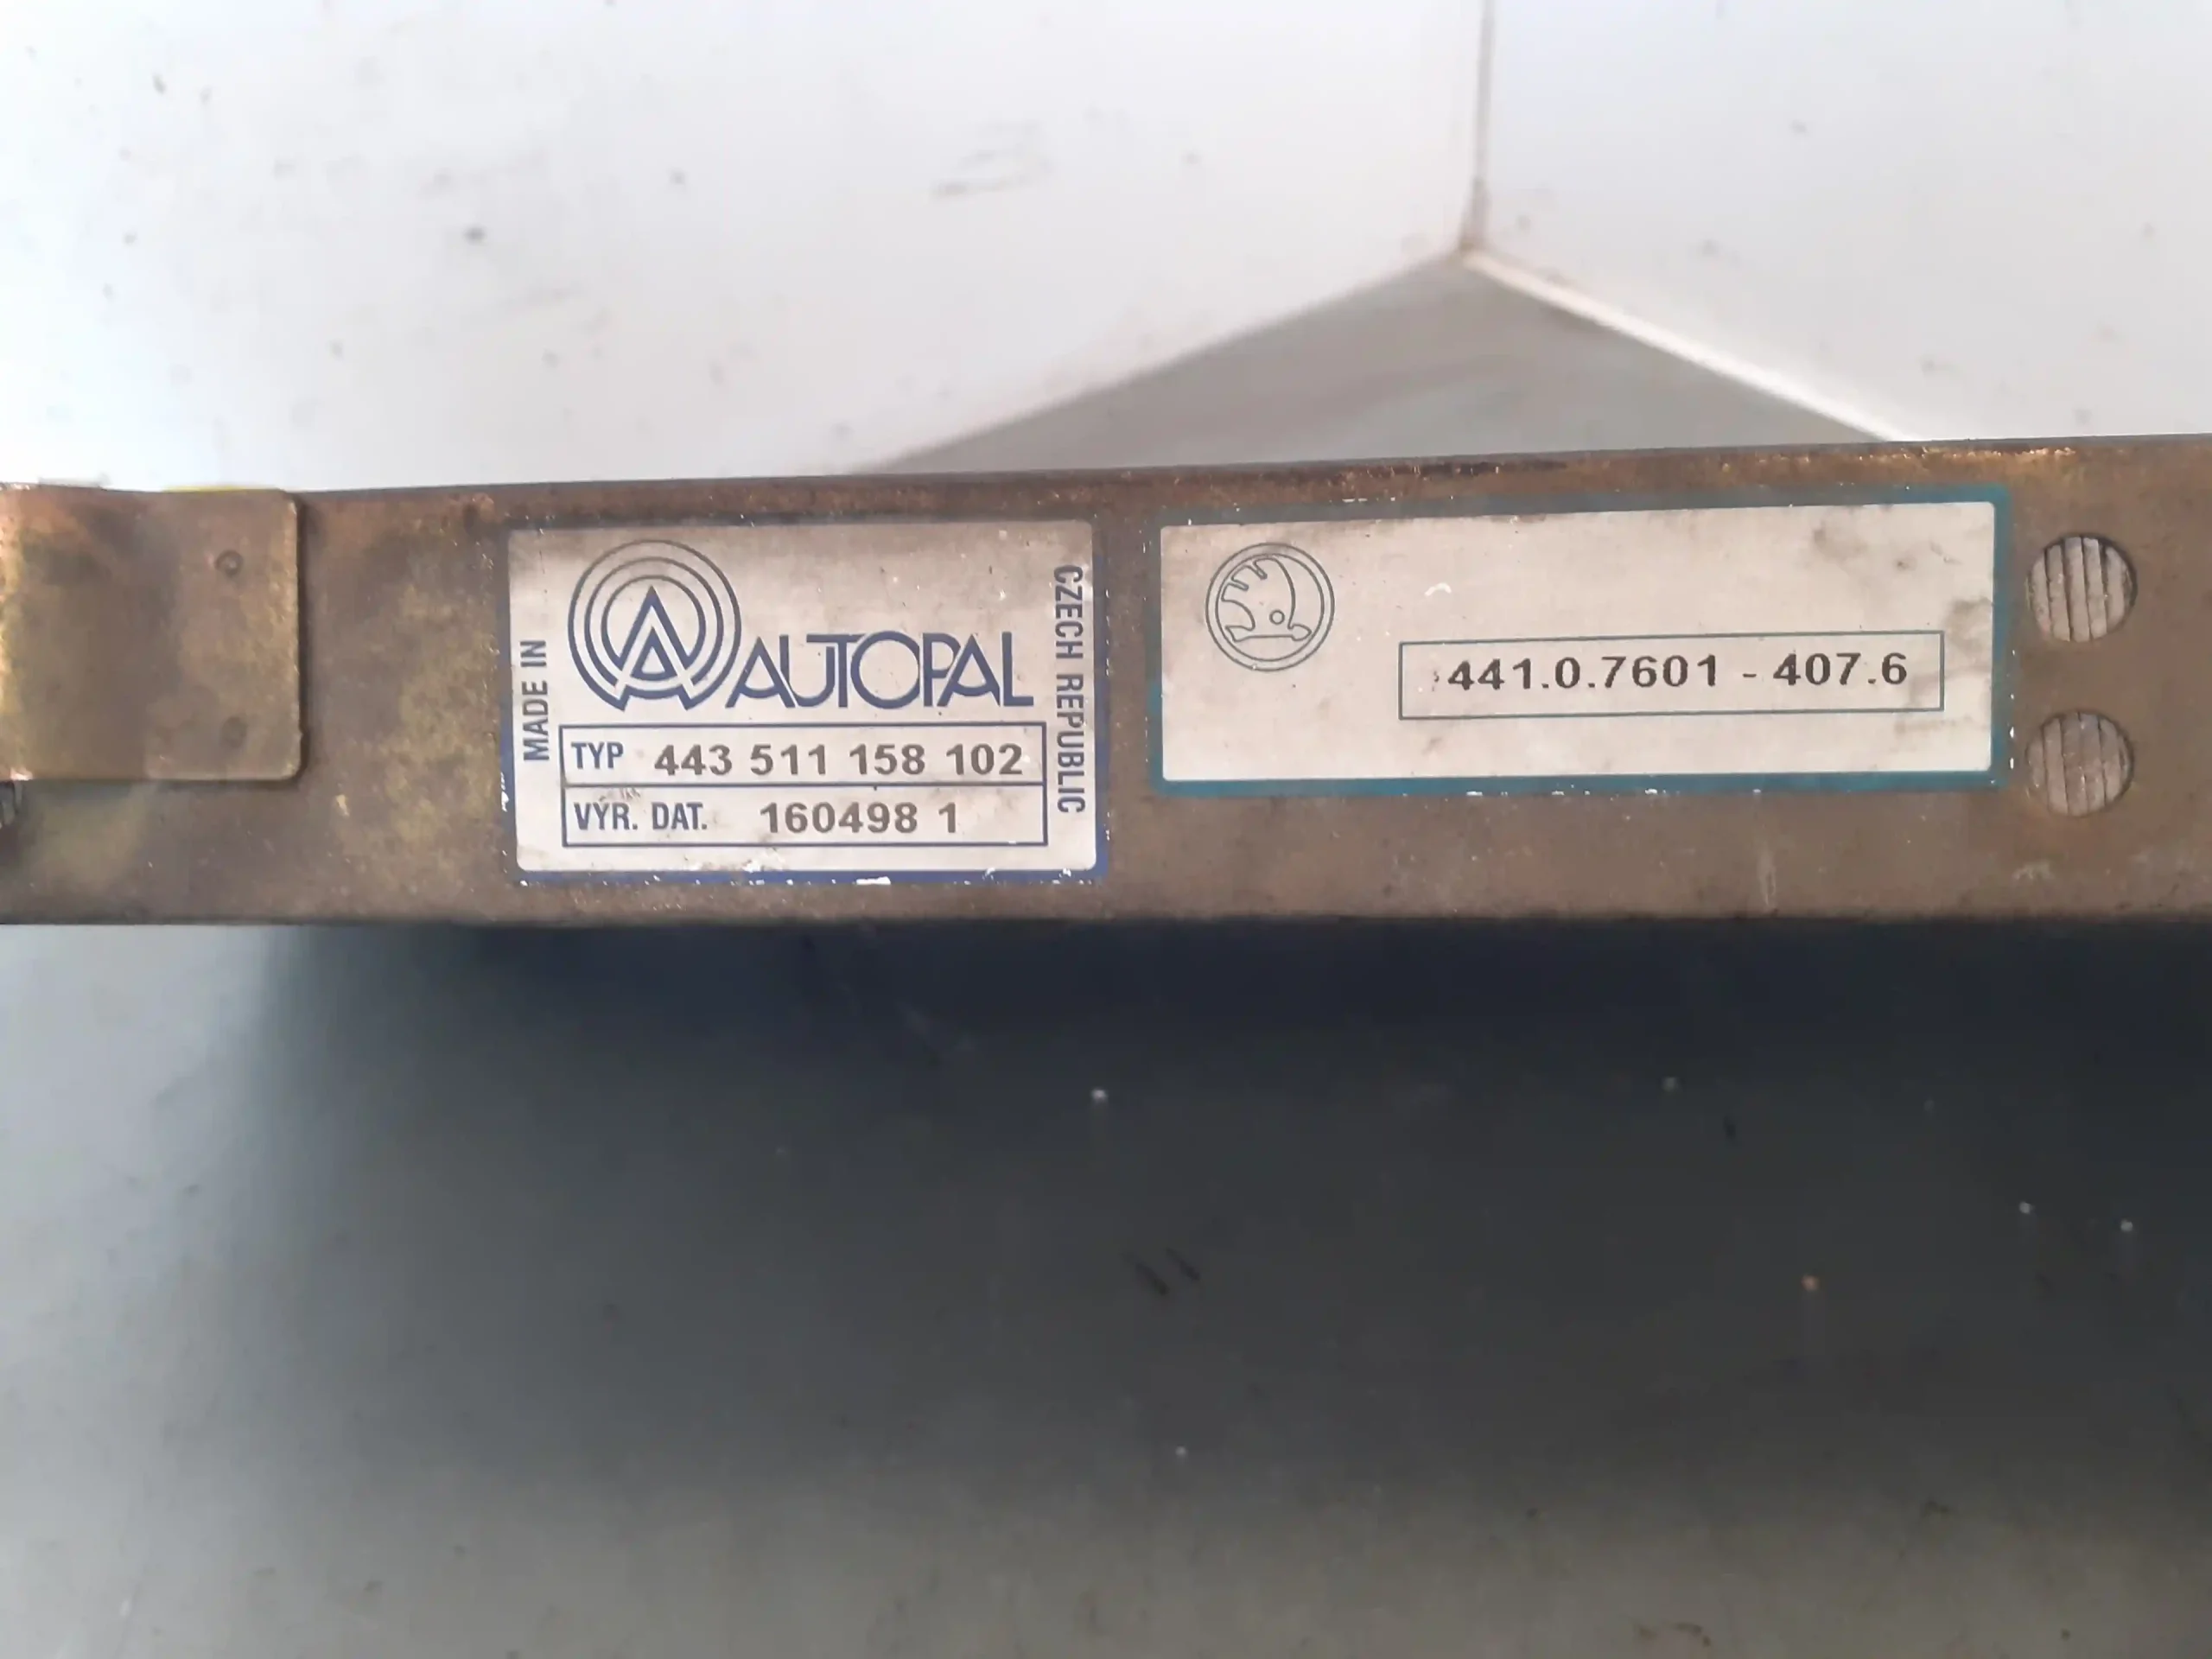 MADE IN
AUTOPAL
CZECH REPUBLIC
TYP 443 511 158 102
VÝR. DAT. 160498 1
441.0.7601 - 407.6